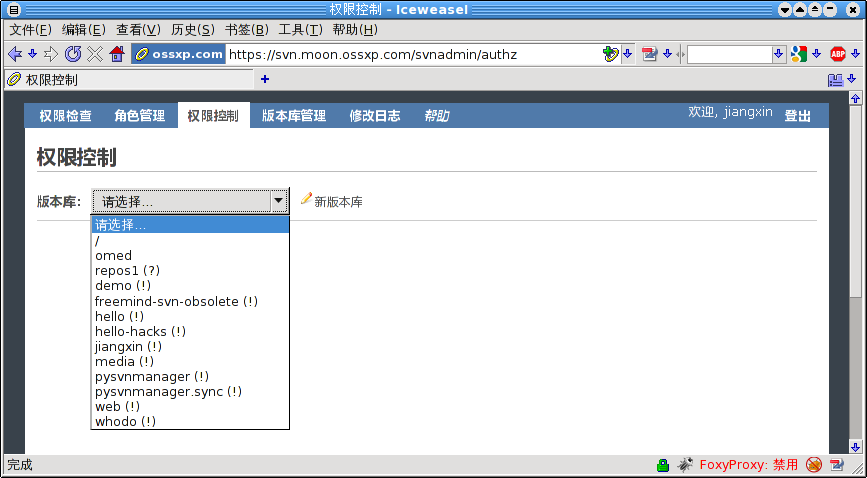 权限控制 - Iceweasel
文件(F) 编辑(E) 查看(V) 历史(S) 书签(B) 工具(T) 帮助(H)
ossxp.com https://svn.moon.ossxp.com/svnadmin/authz ABP
权限控制 +
权限检查 角色管理 权限控制 版本库管理 修改日志 帮助 欢迎, jiangxin 登出
权限控制
版本库: 请选择... 新版本库
请选择...
/
omed
repos1 (?)
demo (!)
freemind-svn-obsolete (!)
hello (!)
hello-hacks (!)
jiangxin (!)
media (!)
pysvnmanager (!)
pysvnmanager.sync (!)
web (!)
whodo (!)
完成 FoxyProxy: 禁用